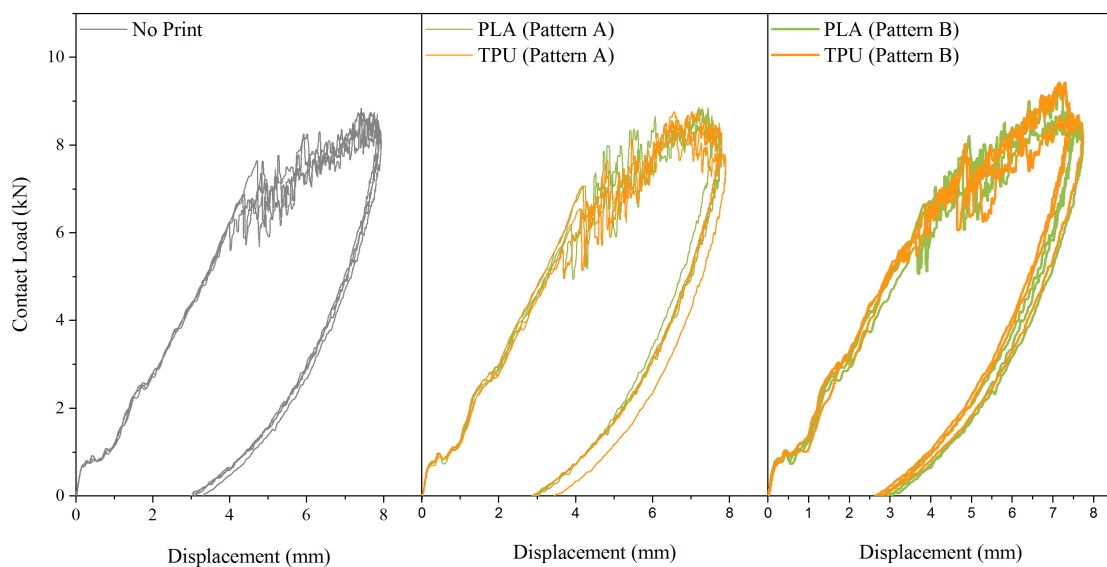 No Print
PLA (Pattern A)
TPU (Pattern A)
PLA (Pattern B)
TPU (Pattern B)
Contact Load (kN)
10
8
6
4
2
0
0 2 4 6 8
0 2 4 6 8
0 1 2 3 4 5 6 7 8
Displacement (mm)
Displacement (mm)
Displacement (mm)